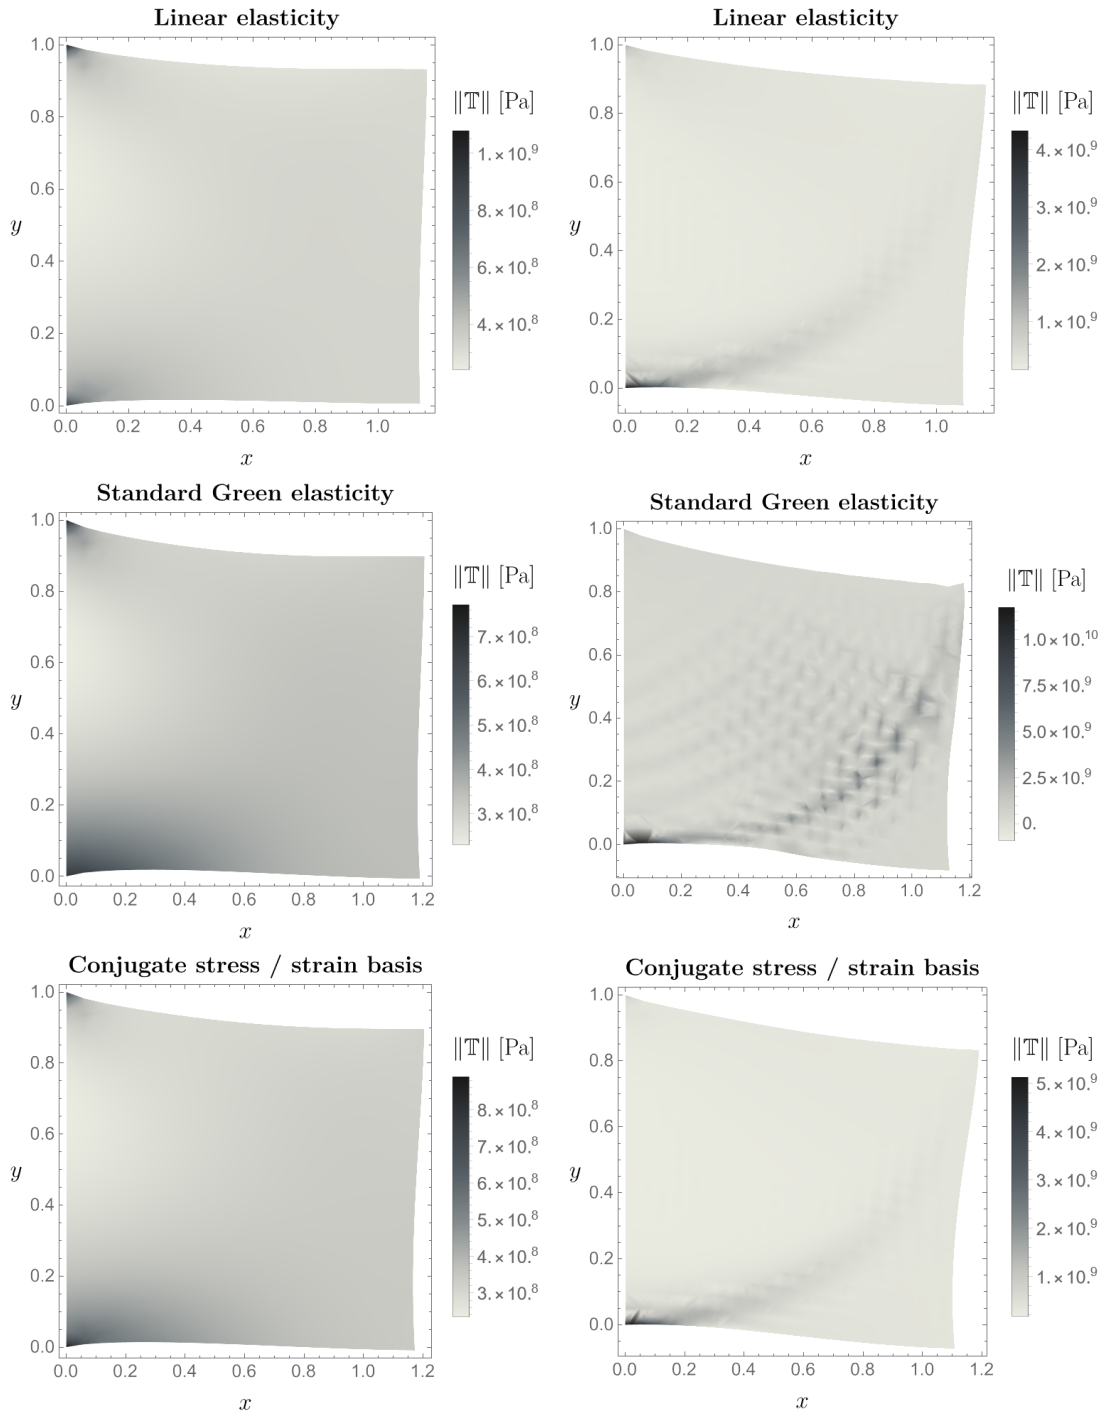 Linear elasticity
1.0
0.8
0.6
0.4
0.2
0.0
y
0.0 0.2 0.4 0.6 0.8 1.0
x
‖𝕋‖ [Pa]
1.×10.⁹
8.×10.⁸
6.×10.⁸
4.×10.⁸
Linear elasticity
1.0
0.8
0.6
0.4
0.2
0.0
y
0.0 0.2 0.4 0.6 0.8 1.0
x
‖𝕋‖ [Pa]
4.×10.⁹
3.×10.⁹
2.×10.⁹
1.×10.⁹
Standard Green elasticity
1.0
0.8
0.6
0.4
0.2
0.0
y
0.0 0.2 0.4 0.6 0.8 1.0 1.2
x
‖𝕋‖ [Pa]
7.×10.⁸
6.×10.⁸
5.×10.⁸
4.×10.⁸
3.×10.⁸
Standard Green elasticity
1.0
0.8
0.6
0.4
0.2
0.0
y
0.0 0.2 0.4 0.6 0.8 1.0 1.2
x
‖𝕋‖ [Pa]
1.0×10.¹⁰
7.5×10.⁹
5.0×10.⁹
2.5×10.⁹
0.
Conjugate stress / strain basis
1.0
0.8
0.6
0.4
0.2
0.0
y
0.0 0.2 0.4 0.6 0.8 1.0 1.2
x
‖𝕋‖ [Pa]
8.×10.⁸
7.×10.⁸
6.×10.⁸
5.×10.⁸
4.×10.⁸
3.×10.⁸
Conjugate stress / strain basis
1.0
0.8
0.6
0.4
0.2
0.0
y
0.0 0.2 0.4 0.6 0.8 1.0 1.2
x
‖𝕋‖ [Pa]
5.×10.⁹
4.×10.⁹
3.×10.⁹
2.×10.⁹
1.×10.⁹